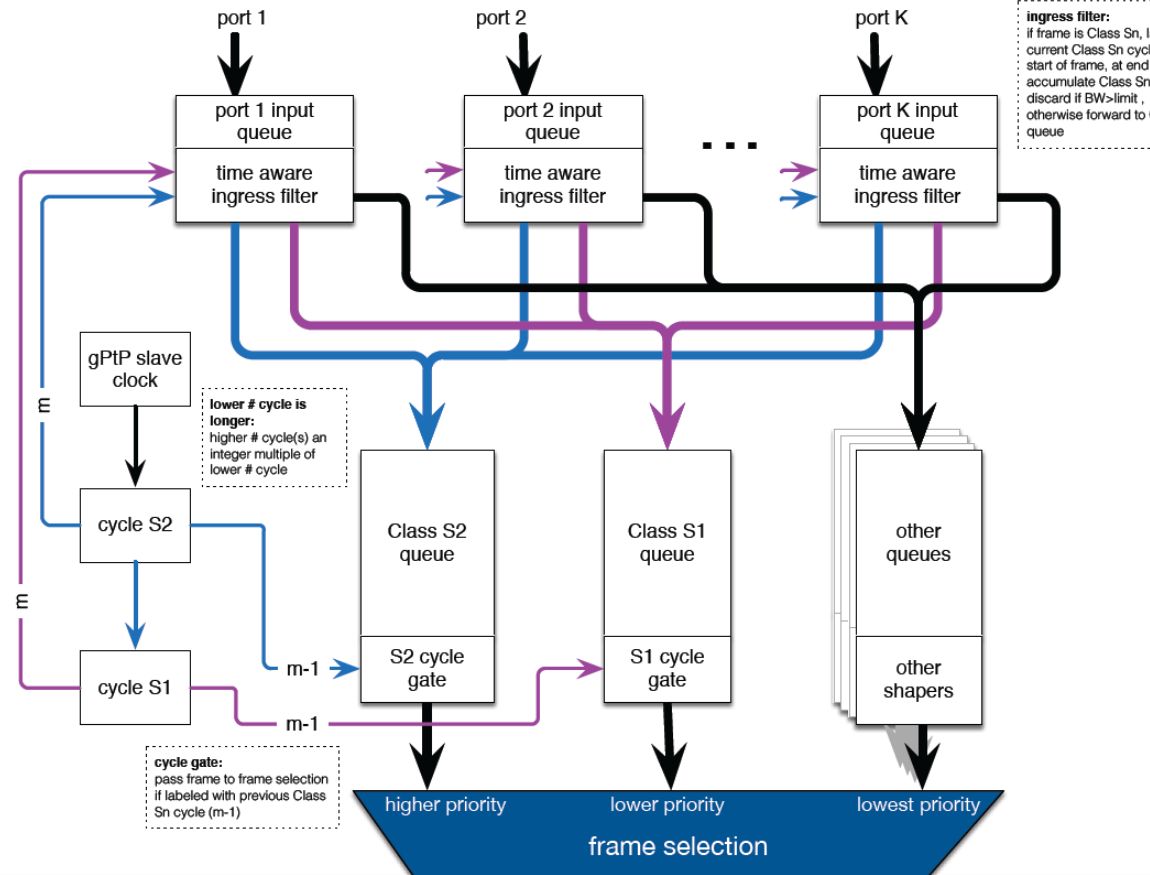 port 1
port 2
port K
ingress filter:
if frame is Class Sn,
current Class Sn
start of frame, at end
accumulate Class Sn
discard if BW>limit ,
otherwise forward to
queue
port 1 input
queue
time aware
ingress filter
port 2 input
queue
time aware
ingress filter
...
port K input
queue
time aware
ingress filter
gPtP slave
clock
m
lower # cycle is
longer:
higher # cycle(s) an
integer multiple of
lower # cycle
cycle S2
m
cycle S1
m-1
m-1
Class S2
queue
S2 cycle
gate
Class S1
queue
S1 cycle
gate
other
queues
other
shapers
cycle gate:
pass frame to frame selection
if labeled with previous Class
Sn cycle (m-1)
higher priority
lower priority
lowest priority
frame selection